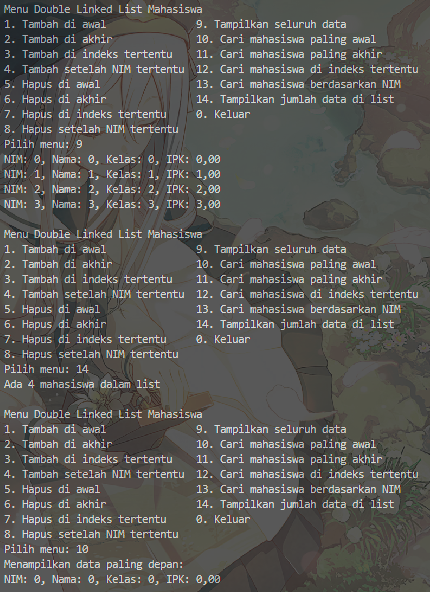 Menu Double Linked List Mahasiswa
1. Tambah di awal 9. Tampilkan seluruh data
2. Tambah di akhir 10. Cari mahasiswa paling awal
3. Tambah di indeks tertentu 11. Cari mahasiswa paling akhir
4. Tambah setelah NIM tertentu 12. Cari mahasiswa di indeks tertentu
5. Hapus di awal 13. Cari mahasiswa berdasarkan NIM
6. Hapus di akhir 14. Tampilkan jumlah data di list
7. Hapus di indeks tertentu 0. Keluar
8. Hapus setelah NIM tertentu
Pilih menu: 9
NIM: 0, Nama: 0, Kelas: 0, IPK: 0,00
NIM: 1, Nama: 1, Kelas: 1, IPK: 1,00
NIM: 2, Nama: 2, Kelas: 2, IPK: 2,00
NIM: 3, Nama: 3, Kelas: 3, IPK: 3,00

Menu Double Linked List Mahasiswa
1. Tambah di awal 9. Tampilkan seluruh data
2. Tambah di akhir 10. Cari mahasiswa paling awal
3. Tambah di indeks tertentu 11. Cari mahasiswa paling akhir
4. Tambah setelah NIM tertentu 12. Cari mahasiswa di indeks tertentu
5. Hapus di awal 13. Cari mahasiswa berdasarkan NIM
6. Hapus di akhir 14. Tampilkan jumlah data di list
7. Hapus di indeks tertentu 0. Keluar
8. Hapus setelah NIM tertentu
Pilih menu: 14
Ada 4 mahasiswa dalam list

Menu Double Linked List Mahasiswa
1. Tambah di awal 9. Tampilkan seluruh data
2. Tambah di akhir 10. Cari mahasiswa paling awal
3. Tambah di indeks tertentu 11. Cari mahasiswa paling akhir
4. Tambah setelah NIM tertentu 12. Cari mahasiswa di indeks tertentu
5. Hapus di awal 13. Cari mahasiswa berdasarkan NIM
6. Hapus di akhir 14. Tampilkan jumlah data di list
7. Hapus di indeks tertentu 0. Keluar
8. Hapus setelah NIM tertentu
Pilih menu: 10
Menampilkan data paling depan:
NIM: 0, Nama: 0, Kelas: 0, IPK: 0,00